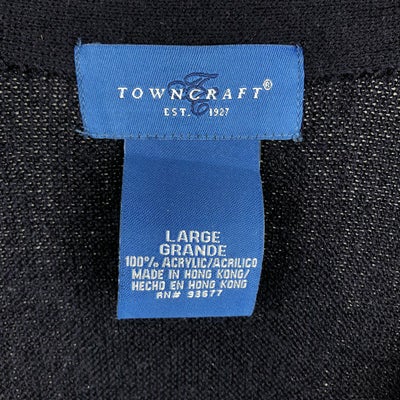 TOWNCRAFT®
EST. 1927
LARGE
GRANDE
100% ACRYLIC/ACRILICO
MADE IN HONG KONG/
HECHO EN HONG KONG
RN# 93677